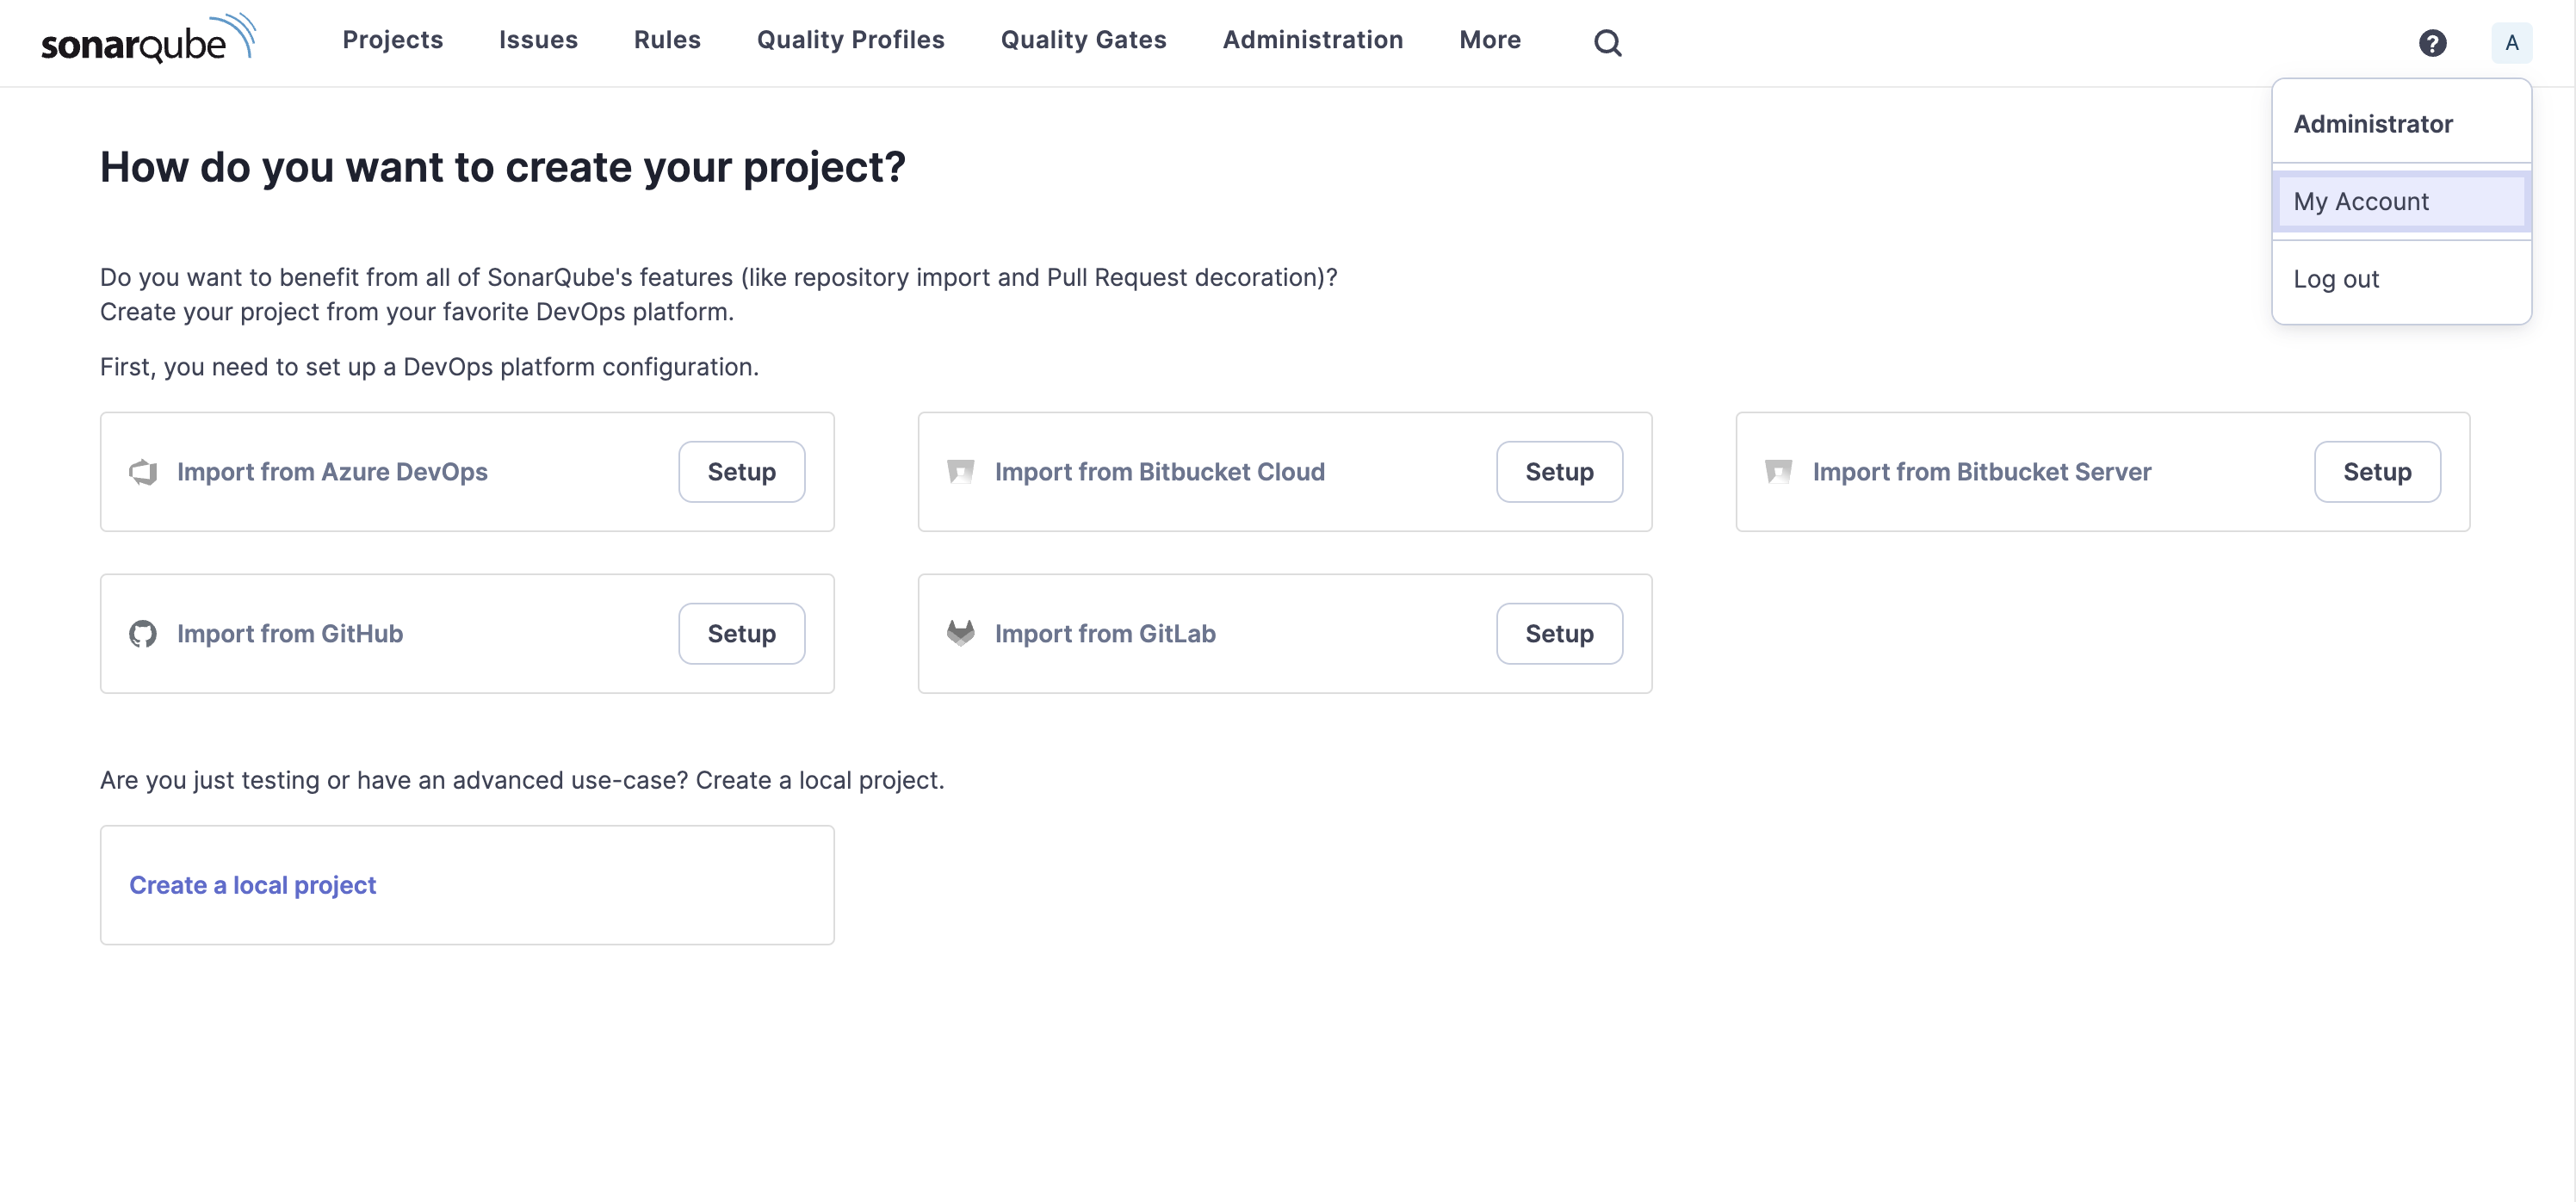 sonarqube Projects Issues Rules Quality Profiles Quality Gates Administration More ? A
Administrator
My Account
Log out
How do you want to create your project?
Do you want to benefit from all of SonarQube's features (like repository import and Pull Request decoration)?
Create your project from your favorite DevOps platform.
First, you need to set up a DevOps platform configuration.
Import from Azure DevOps Setup Import from Bitbucket Cloud Setup Import from Bitbucket Server Setup
Import from GitHub Setup Import from GitLab Setup
Are you just testing or have an advanced use-case? Create a local project.
Create a local project